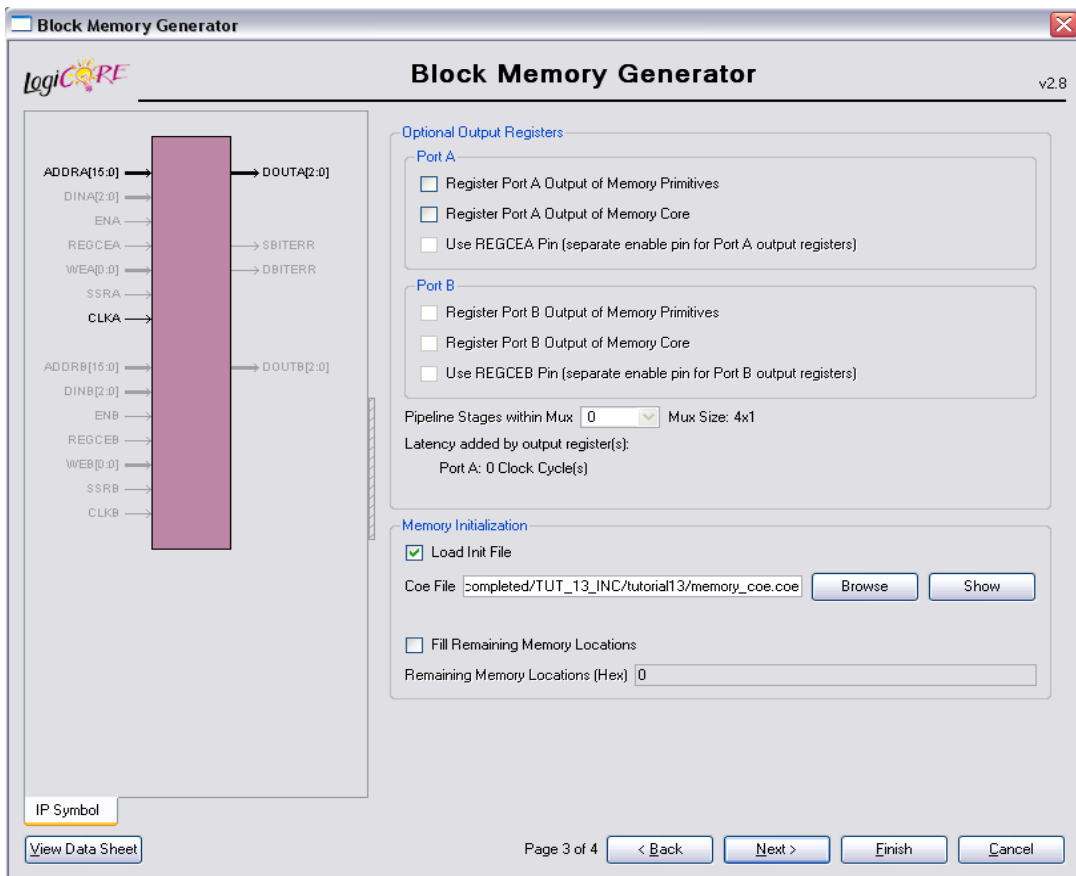 Block Memory Generator
LogiCORE
Block Memory Generator
v2.8
ADDRA[15:0]
DOUTA[2:0]
DINA[2:0]
ENA
REGCEA
SBITERR
WEA[0:0]
DBITERR
SSRA
CLKA
ADDRB[15:0]
DOUTB[2:0]
DINB[2:0]
ENB
REGCEB
WEB[0:0]
SSRB
CLKB
IP Symbol
Optional Output Registers
Port A
Register Port A Output of Memory Primitives
Register Port A Output of Memory Core
Use REGCEA Pin (separate enable pin for Port A output registers)
Port B
Register Port B Output of Memory Primitives
Register Port B Output of Memory Core
Use REGCEB Pin (separate enable pin for Port B output registers)
Pipeline Stages within Mux 0 Mux Size: 4x1
Latency added by output register(s):
Port A: 0 Clock Cycle(s)
Memory Initialization
Load Init File
Coe File completed/TUT_13_INC/tutorial13/memory_coe.coe Browse Show
Fill Remaining Memory Locations
Remaining Memory Locations (Hex) 0
View Data Sheet Page 3 of 4 < Back Next > Finish Cancel